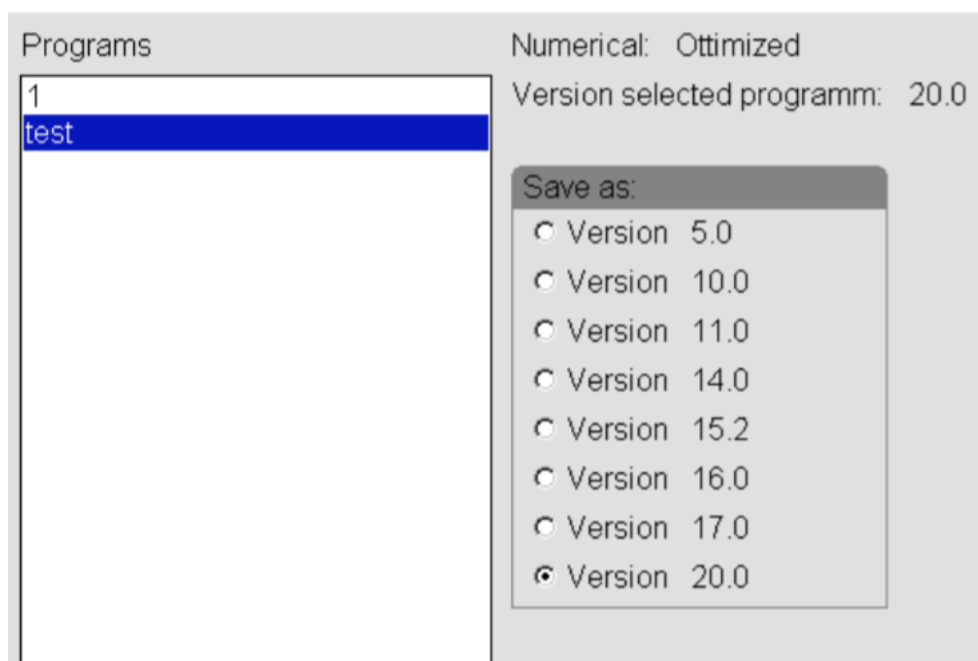 Programs
1
test
Numerical: Ottimized
Version selected programm: 20.0
Save as:
Version 5.0
Version 10.0
Version 11.0
Version 14.0
Version 15.2
Version 16.0
Version 17.0
Version 20.0